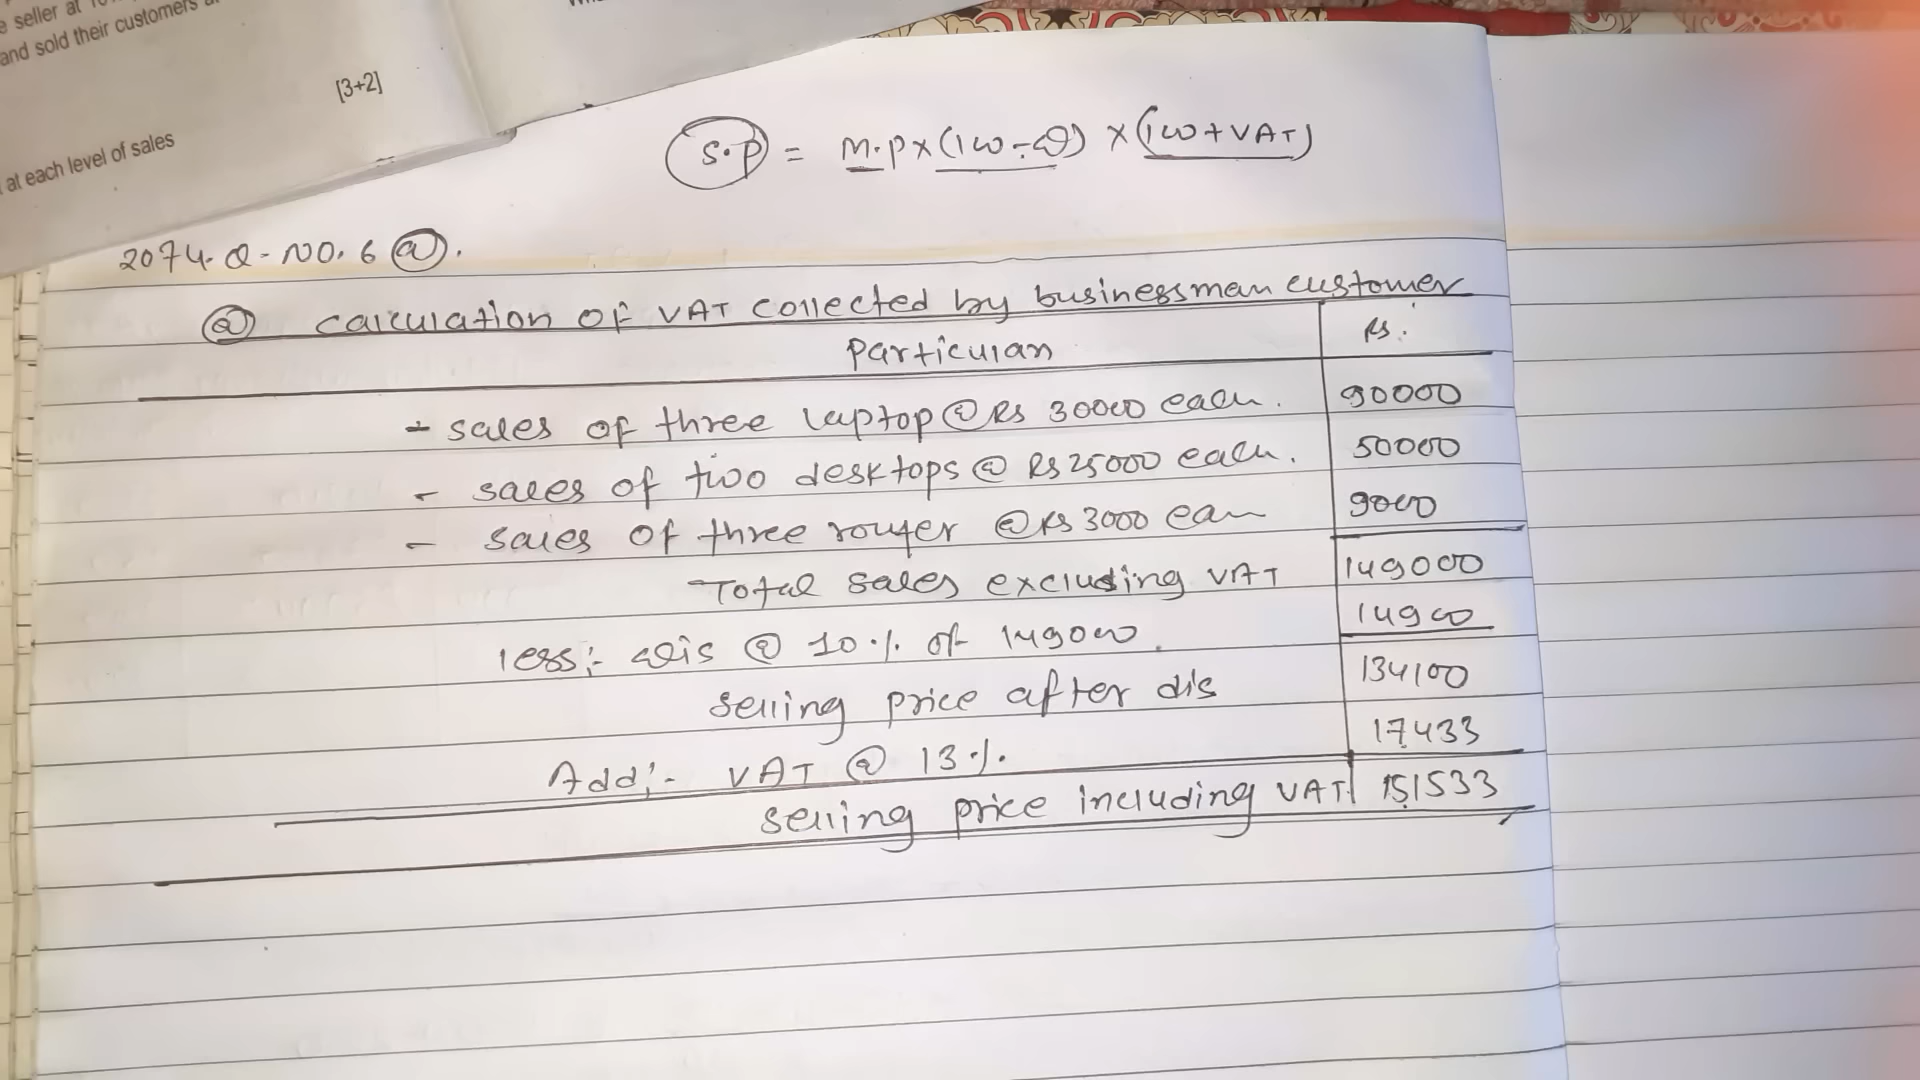 e seller at
and sold their customers
[3+2]
at each level of sales
S.P = M.P x (100-D) x (100+VAT)
2074. Q-NO. 6 (a).
(a) calculation of VAT collected by businessman customer
Particular Rs.
- sales of three laptop @ Rs 30000 each. 90000
- sales of two desktops @ Rs 25000 each. 50000
- sales of three router @ Rs 3000 each 9000
Total sales excluding VAT 149000
less:- dis @ 10 % of 149000. 14900
selling price after dis 134100
Add:- VAT @ 13 %. 17433
selling price including VAT 151533